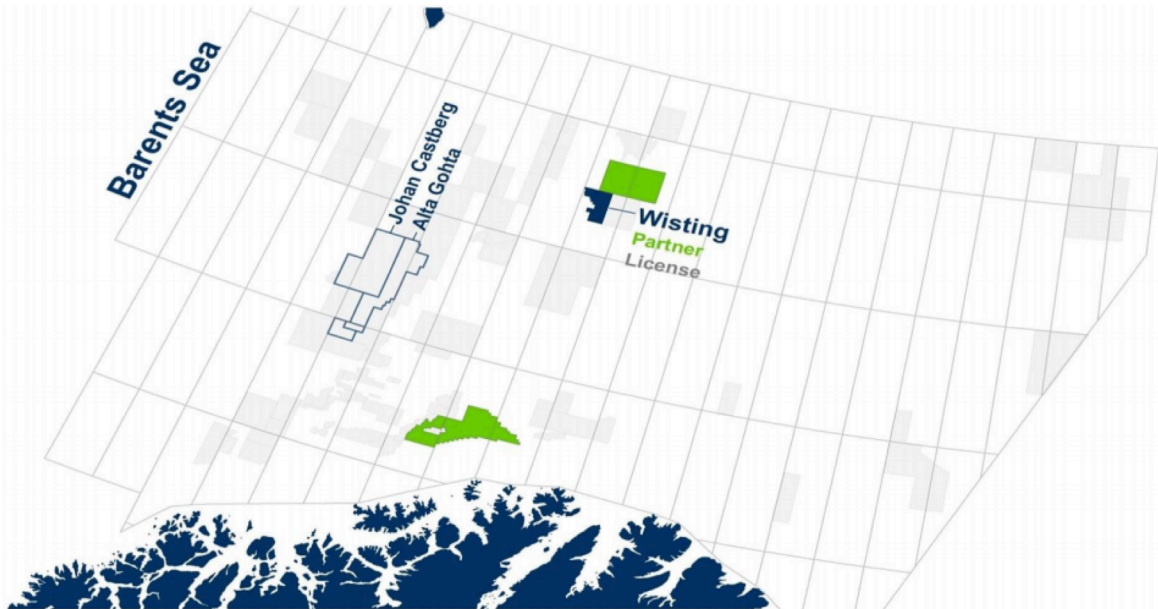 Barents Sea
Johan Castberg
Alta Gohta
Wisting
Partner
License